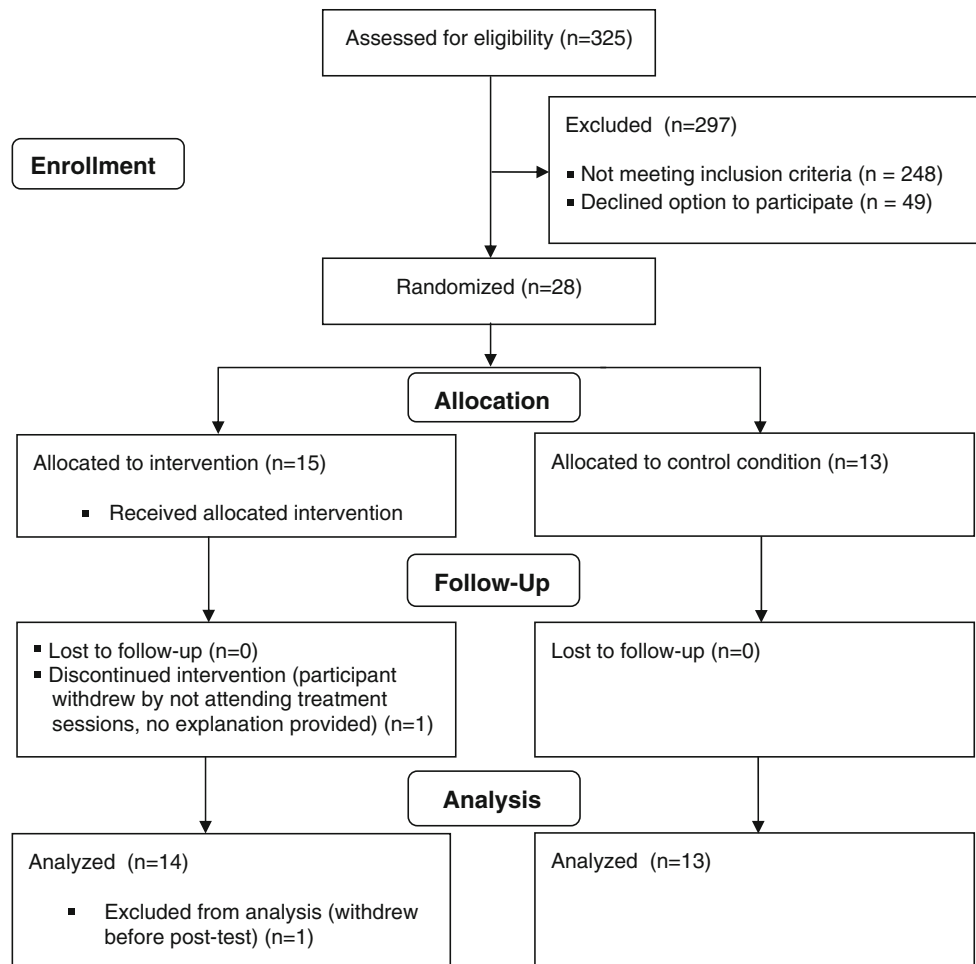 Assessed for eligibility (n=325)
Excluded (n=297)
▪ Not meeting inclusion criteria (n = 248)
▪ Declined option to participate (n = 49)
Enrollment
Randomized (n=28)
Allocation
Allocated to intervention (n=15)
▪ Received allocated intervention
Allocated to control condition (n=13)
Follow-Up
▪ Lost to follow-up (n=0)
▪ Discontinued intervention (participant
withdrew by not attending treatment
sessions, no explanation provided) (n=1)
Lost to follow-up (n=0)
Analysis
Analyzed (n=14)
▪ Excluded from analysis (withdrew
before post-test) (n=1)
Analyzed (n=13)